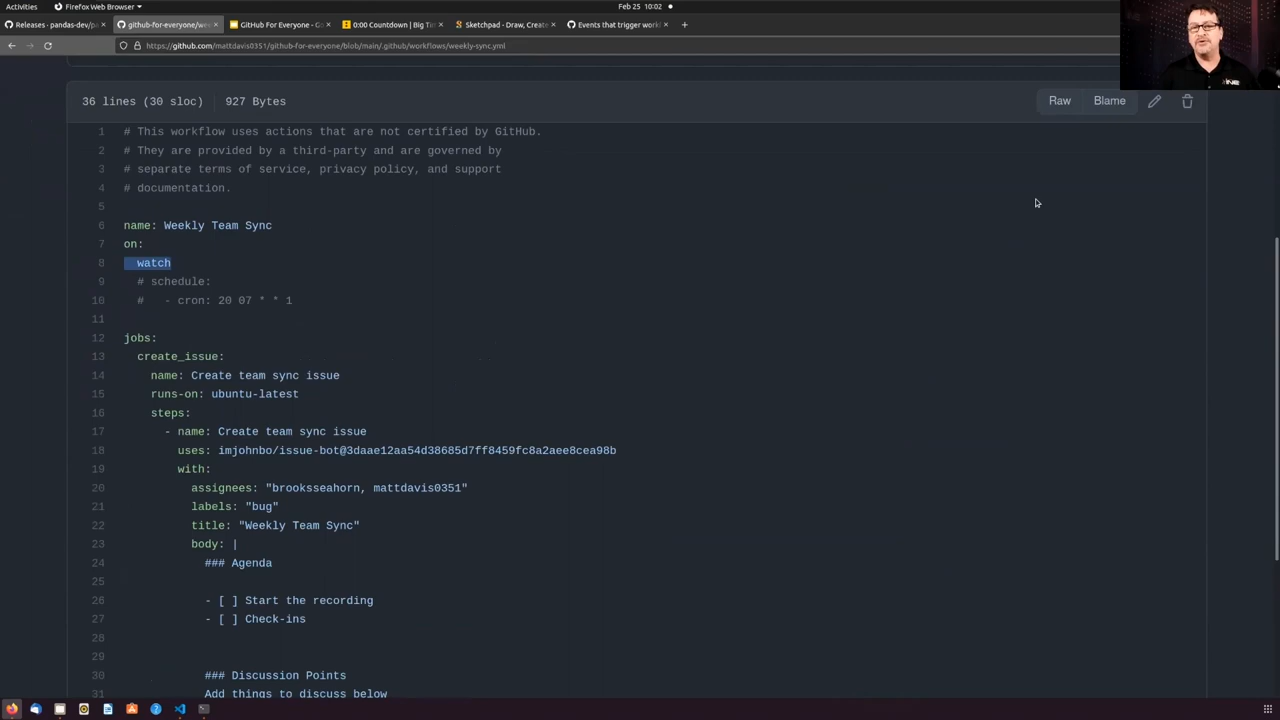 Activities
Firefox Web Browser
Feb 25 10:02
Releases · pandas-dev/pa
github-for-everyone/wee
GitHub For Everyone - Go
0:00 Countdown | Big Tim
Sketchpad - Draw, Create
Events that trigger workf
https://github.com/mattdavis0351/github-for-everyone/blob/main/.github/workflows/weekly-sync.yml
36 lines (30 sloc) 927 Bytes
Raw Blame
1 # This workflow uses actions that are not certified by GitHub.
2 # They are provided by a third-party and are governed by
3 # separate terms of service, privacy policy, and support
4 # documentation.
5
6 name: Weekly Team Sync
7 on:
8 watch
9 # schedule:
10 # - cron: 20 07 * * 1
11
12 jobs:
13 create_issue:
14 name: Create team sync issue
15 runs-on: ubuntu-latest
16 steps:
17 - name: Create team sync issue
18 uses: imjohnbo/issue-bot@3daae12aa54d38685d7ff8459fc8a2aee8cea98b
19 with:
20 assignees: "brooksseahorn, mattdavis0351"
21 labels: "bug"
22 title: "Weekly Team Sync"
23 body: |
24 ### Agenda
25
26 - [ ] Start the recording
27 - [ ] Check-ins
28
29
30 ### Discussion Points
31 Add things to discuss below